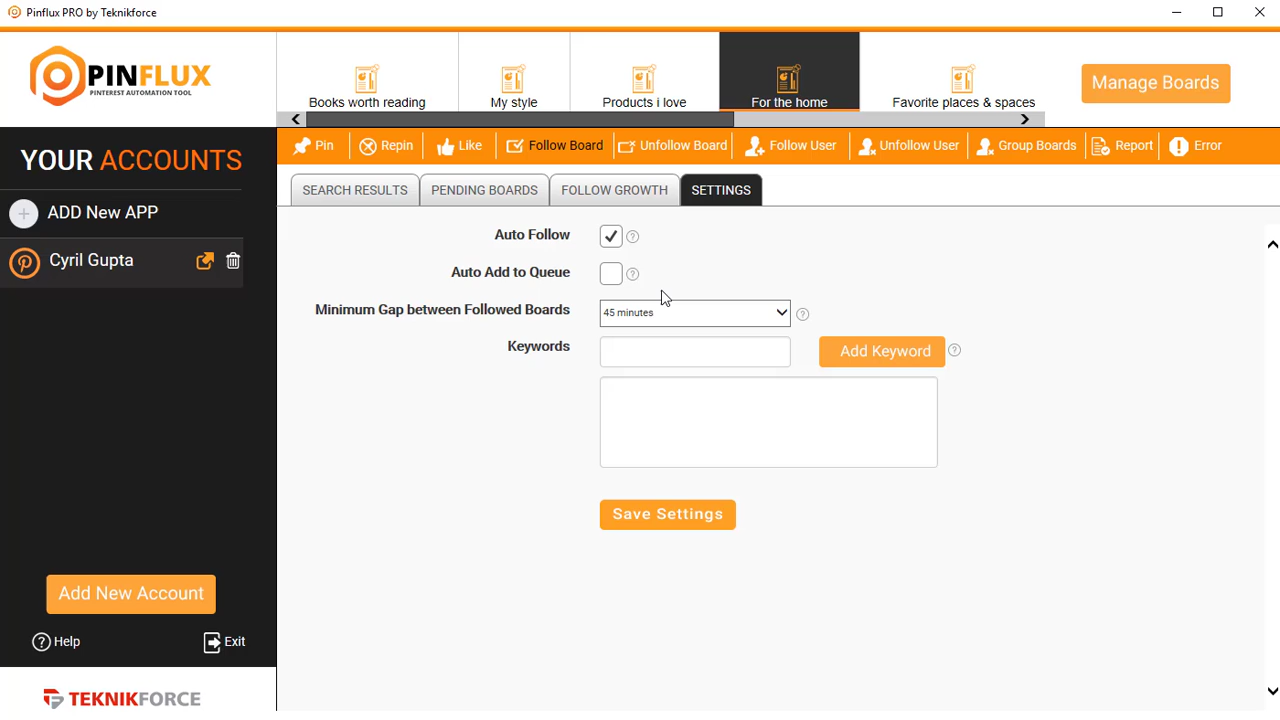 Pinflux PRO by Teknikforce
PINFLUX
PINTEREST AUTOMATION TOOL
Books worth reading
My style
Products i love
For the home
Favorite places & spaces
Manage Boards
YOUR ACCOUNTS
ADD New APP
Cyril Gupta
Pin
Repin
Like
Follow Board
Unfollow Board
Follow User
Unfollow User
Group Boards
Report
Error
SEARCH RESULTS
PENDING BOARDS
FOLLOW GROWTH
SETTINGS
Auto Follow
Auto Add to Queue
Minimum Gap between Followed Boards
45 minutes
Keywords
Add Keyword
Save Settings
Add New Account
Help
Exit
TEKNIKFORCE